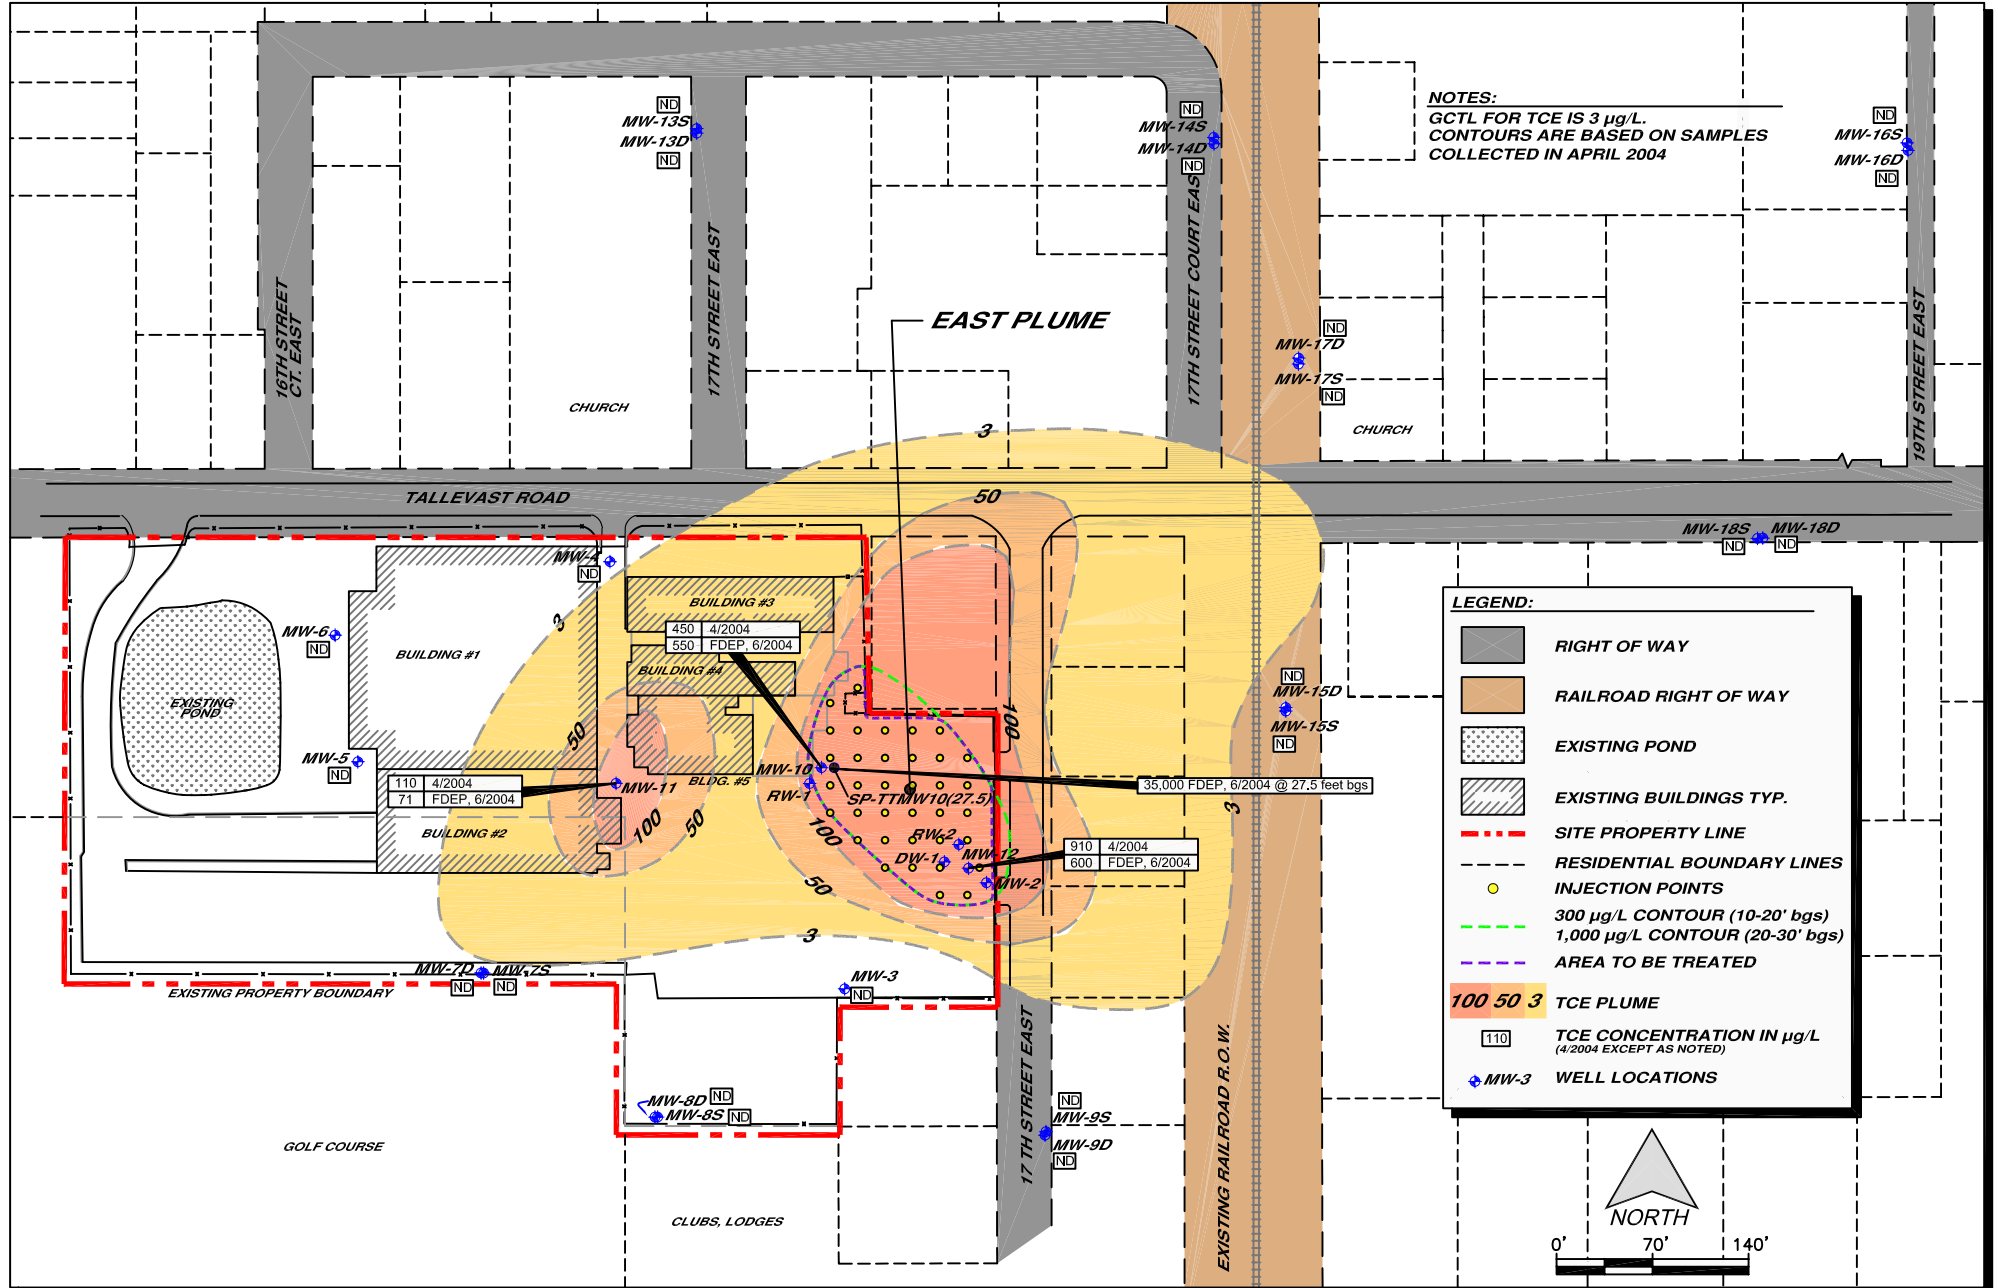 NOTES:
GCTL FOR TCE IS 3 µg/L.
CONTOURS ARE BASED ON SAMPLES
COLLECTED IN APRIL 2004
ND
MW-13S
MW-13D
ND
ND
MW-14S
MW-14D
ND
ND
MW-16S
MW-16D
ND
16TH STREET
CT. EAST
17TH STREET EAST
17TH STREET COURT EAST
19TH STREET EAST
EAST PLUME
ND
MW-17D
MW-17S
ND
CHURCH
CHURCH
3
TALLEVAST ROAD
50
MW-18S
MW-18D
ND
ND
MW-4
ND
BUILDING #3
3
450 4/2004
550 FDEP, 6/2004
MW-6
ND
BUILDING #1
BUILDING #4
EXISTING
POND
50
100
ND
MW-15D
MW-15S
ND
MW-5
ND
110 4/2004
71 FDEP, 6/2004
MW-11
BLDG. #5
MW-10
RW-1
SP-TTMW10(27.5)
35,000 FDEP, 6/2004 @ 27.5 feet bgs
3
BUILDING #2
100
50
100
RW-2
DW-1
MW-12
MW-2
910 4/2004
600 FDEP, 6/2004
50
3
MW-7D
MW-7S
ND
ND
MW-3
ND
EXISTING PROPERTY BOUNDARY
17 TH STREET EAST
EXISTING RAILROAD R.O.W.
MW-8D
ND
MW-8S
ND
ND
MW-9S
MW-9D
ND
GOLF COURSE
CLUBS, LODGES
LEGEND:
RIGHT OF WAY
RAILROAD RIGHT OF WAY
EXISTING POND
EXISTING BUILDINGS TYP.
SITE PROPERTY LINE
RESIDENTIAL BOUNDARY LINES
INJECTION POINTS
300 µg/L CONTOUR (10-20' bgs)
1,000 µg/L CONTOUR (20-30' bgs)
AREA TO BE TREATED
100 50 3 TCE PLUME
110 TCE CONCENTRATION IN µg/L
(4/2004 EXCEPT AS NOTED)
MW-3 WELL LOCATIONS
NORTH
0' 70' 140'